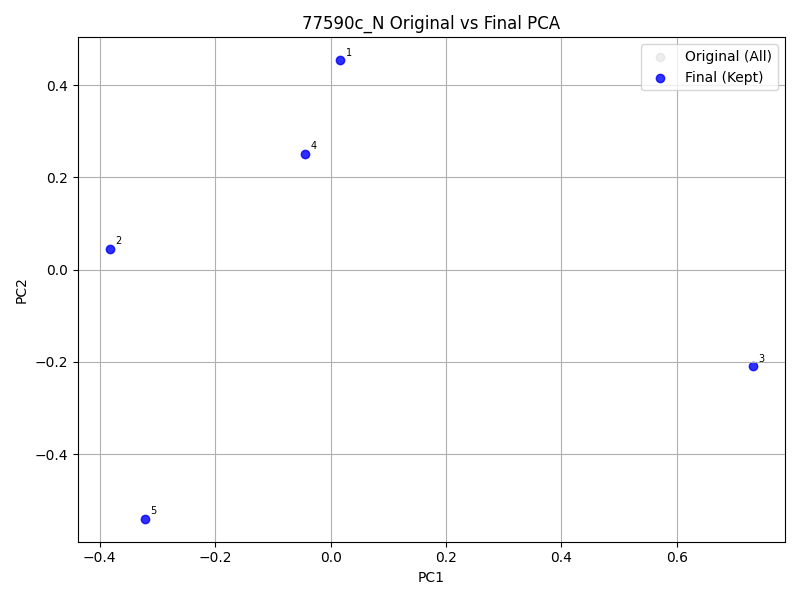 77590c_N Original vs Final PCA
Original (All)
Final (Kept)
1
4
2
3
5
0.4
0.2
0.0
−0.2
−0.4
PC2
−0.4 −0.2 0.0 0.2 0.4 0.6
PC1